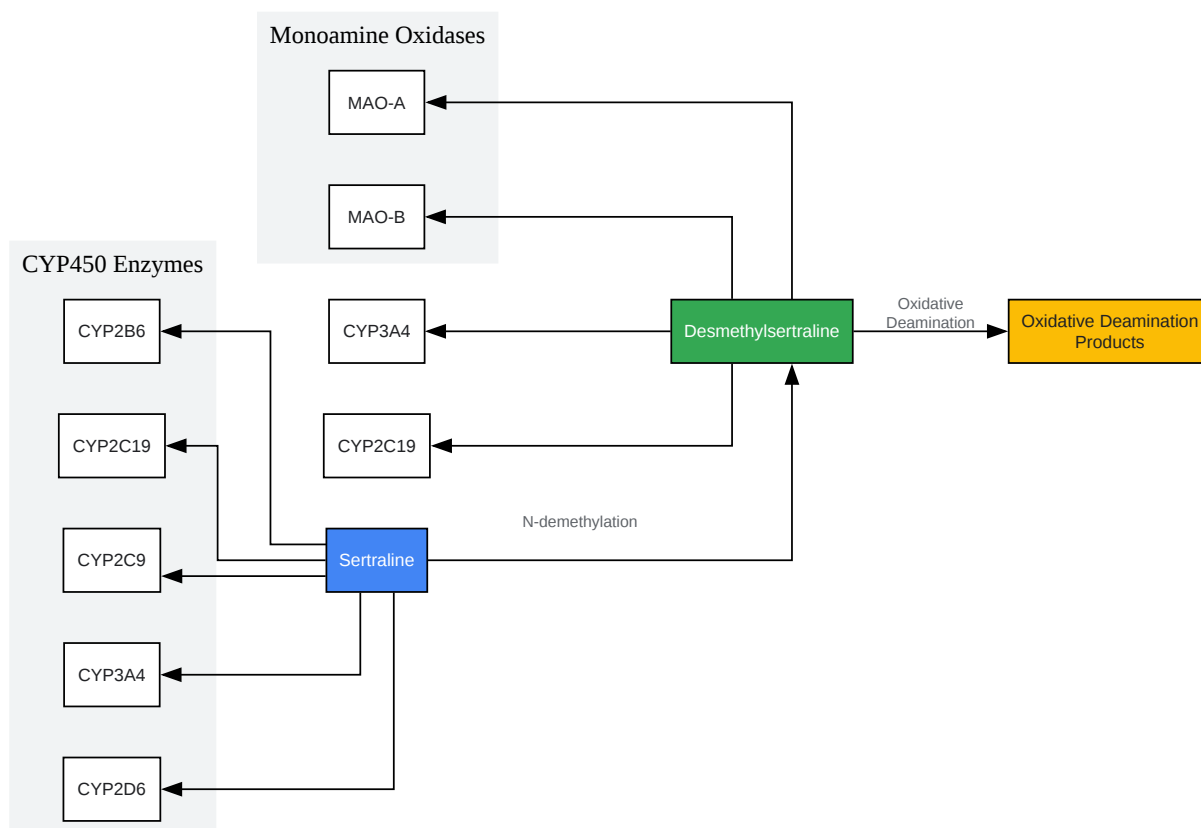 Monoamine Oxidases
MAO-A
MAO-B
CYP450 Enzymes
CYP2B6
CYP3A4
Desmethylsertraline
Oxidative
Deamination
Oxidative Deamination
Products
CYP2C19
CYP2C19
N-demethylation
CYP2C9
Sertraline
CYP3A4
CYP2D6